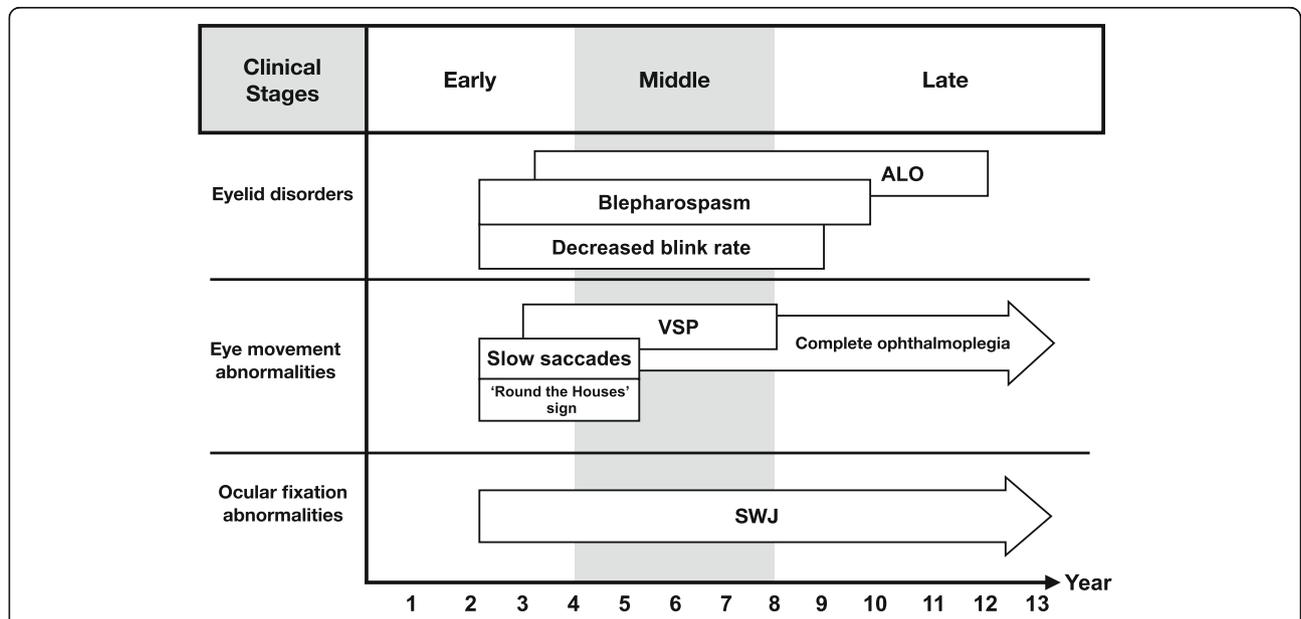 Clinical
Stages
Early
Middle
Late
Eyelid disorders
ALO
Blepharospasm
Decreased blink rate
Eye movement
abnormalities
VSP
Complete ophthalmoplegia
Slow saccades
‘Round the Houses’
sign
Ocular fixation
abnormalities
SWJ
Year
1 2 3 4 5 6 7 8 9 10 11 12 13